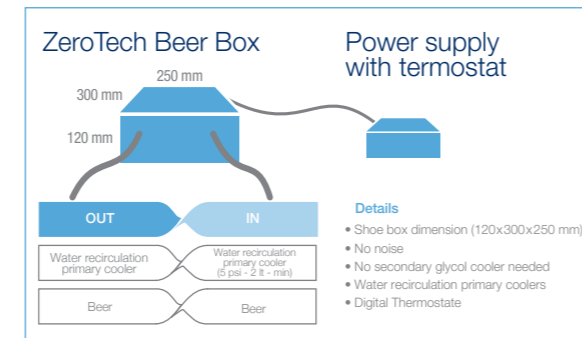 ZeroTech Beer Box
Power supply
with termostat
250 mm
300 mm
120 mm
OUT
IN
Water recirculation
primary cooler
Water recirculation
primary cooler
(5 psi - 2 lt - min)
Beer
Beer
Details
• Shoe box dimension (120x300x250 mm)
• No noise
• No secondary glycol cooler needed
• Water recirculation primary coolers
• Digital Thermostate